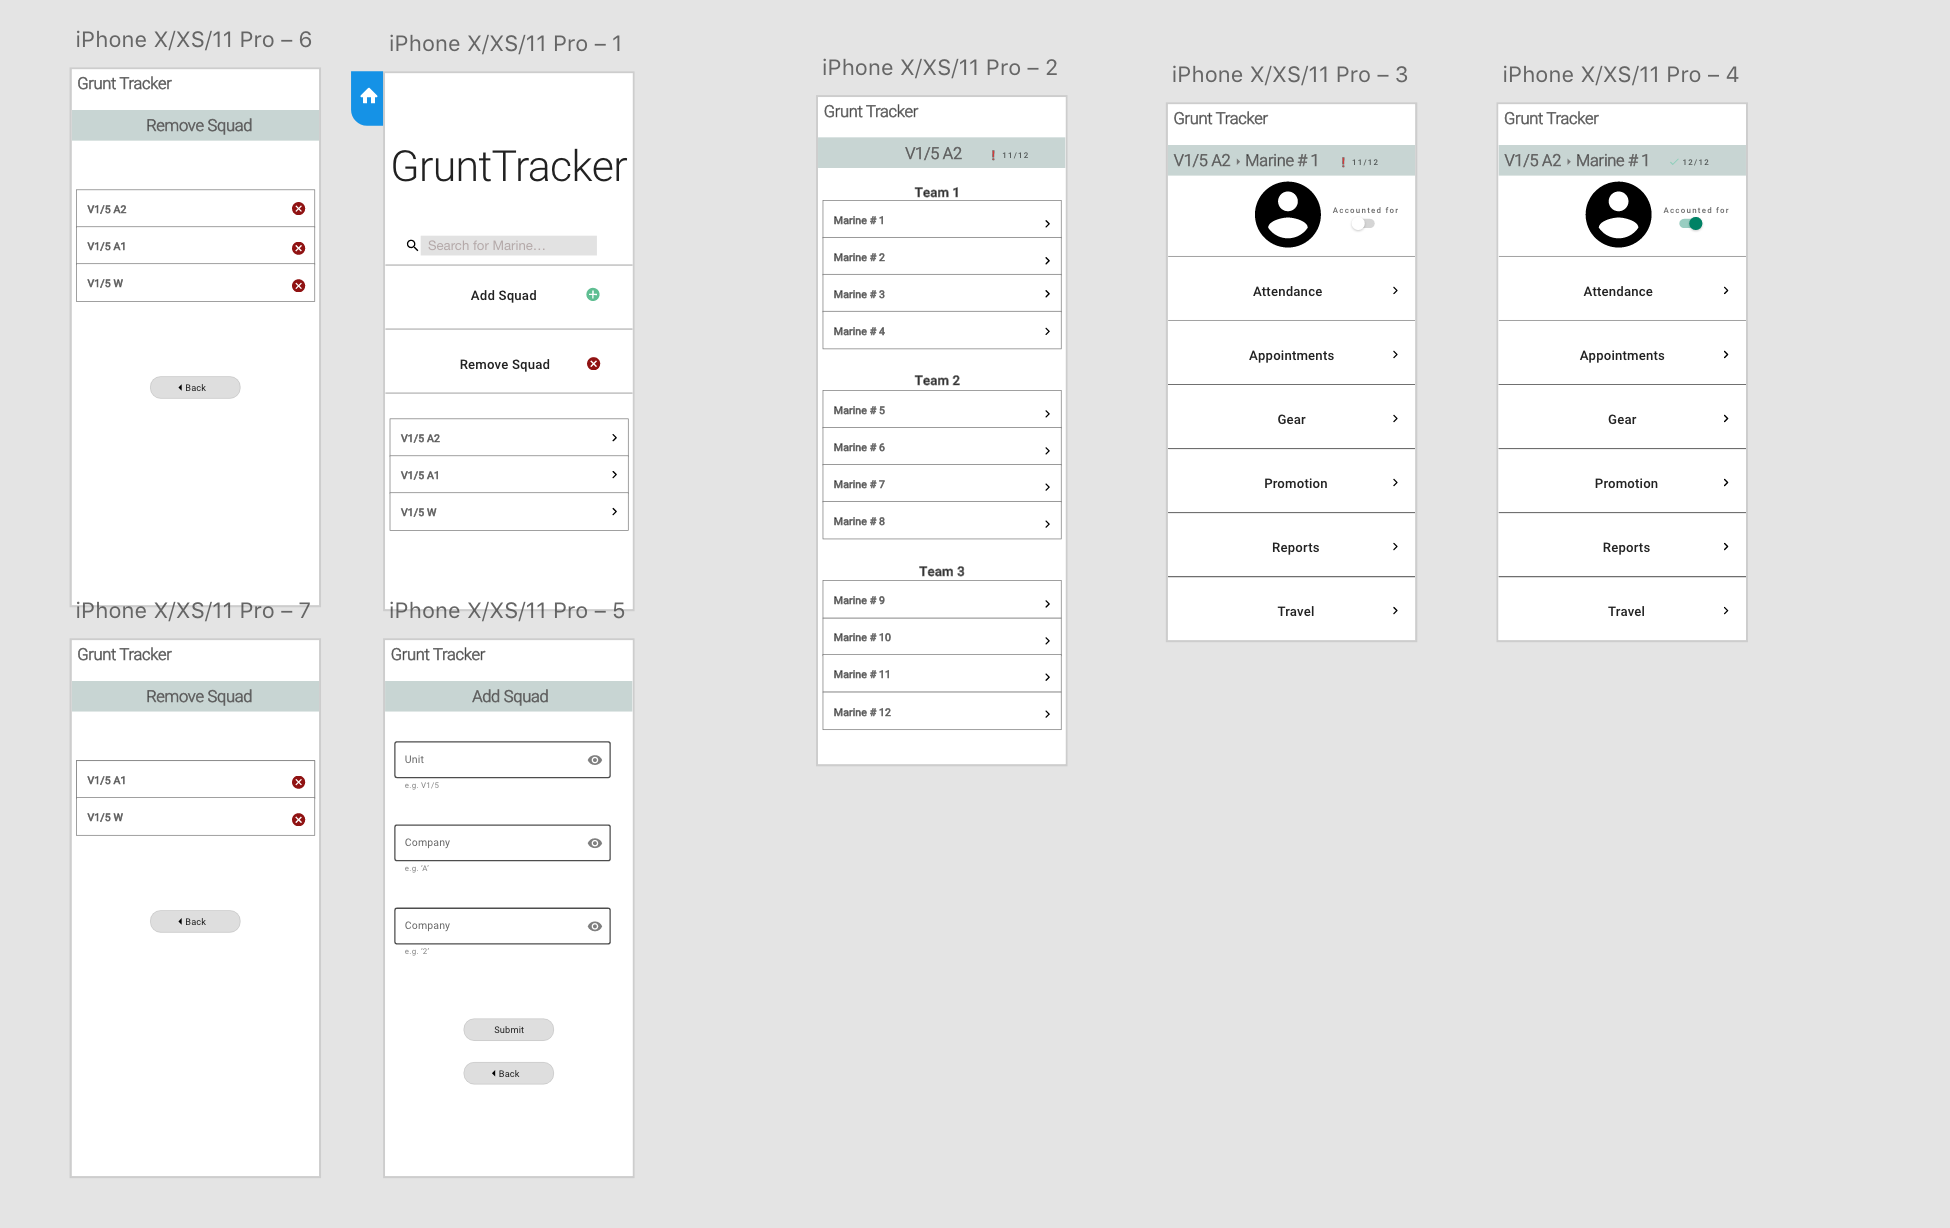 iPhone X/XS/11 Pro – 6
Grunt Tracker
Remove Squad
V1/5 A2
V1/5 A1
V1/5 W
Back
iPhone X/XS/11 Pro – 1
GruntTracker
Search for Marine...
Add Squad
Remove Squad
V1/5 A2
V1/5 A1
V1/5 W
iPhone X/XS/11 Pro – 2
Grunt Tracker
V1/5 A2 11/12
Team 1
Marine # 1
Marine # 2
Marine # 3
Marine # 4
Team 2
Marine # 5
Marine # 6
Marine # 7
Marine # 8
Team 3
Marine # 9
Marine # 10
Marine # 11
Marine # 12
iPhone X/XS/11 Pro – 3
Grunt Tracker
V1/5 A2 Marine # 1 11/12
Accounted for
Attendance
Appointments
Gear
Promotion
Reports
Travel
iPhone X/XS/11 Pro – 4
Grunt Tracker
V1/5 A2 Marine # 1 12/12
Accounted for
Attendance
Appointments
Gear
Promotion
Reports
Travel
iPhone X/XS/11 Pro – 7
Grunt Tracker
Remove Squad
V1/5 A1
V1/5 W
Back
iPhone X/XS/11 Pro – 5
Grunt Tracker
Add Squad
Unit
e.g. V1/5
Company
e.g. 'A'
Company
e.g. '2'
Submit
Back